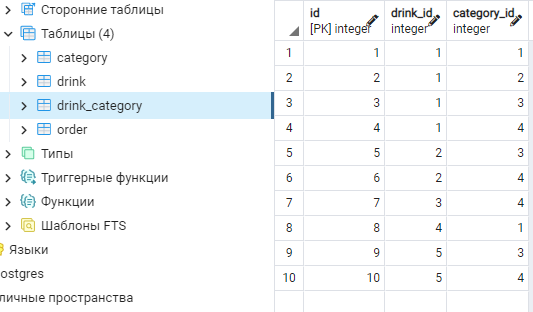 Сторонние таблицы
Таблицы (4)
category
drink
drink_category
order
Типы
Триггерные функции
Функции
Шаблоны FTS
Языки
ostgres
личные пространства
id drink_id category_id
[PK] integer integer integer
1 1 1 1
2 2 1 2
3 3 1 3
4 4 1 4
5 5 2 3
6 6 2 4
7 7 3 4
8 8 4 1
9 9 5 3
10 10 5 4